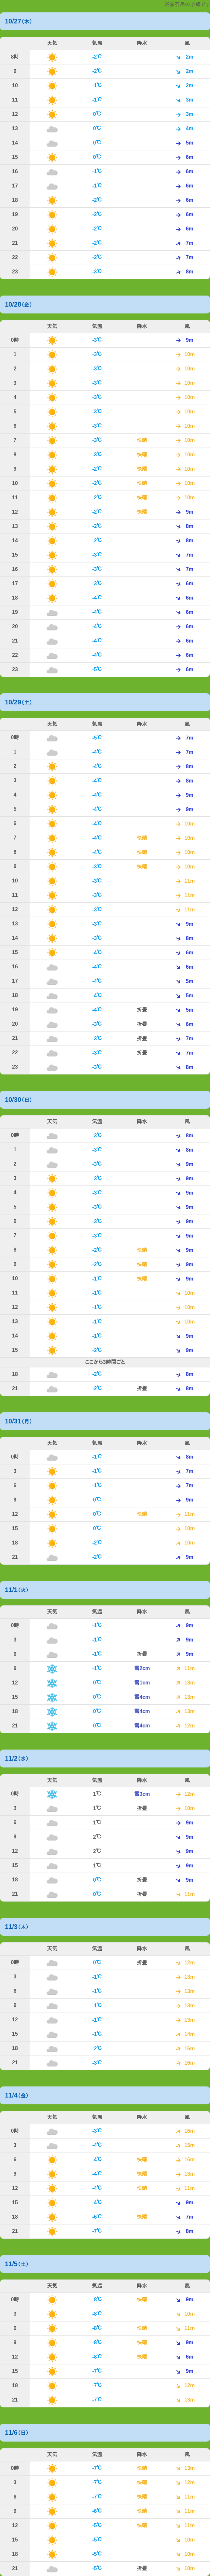 10/27(木)
天気 気温 降水 風
8時 -2℃ 2m
9 -2℃ 2m
10 -1℃ 2m
11 -1℃ 3m
12 0℃ 3m
13 0℃ 4m
14 0℃ 5m
15 0℃ 6m
16 -1℃ 6m
17 -1℃ 6m
18 -2℃ 6m
19 -2℃ 6m
20 -2℃ 6m
21 -2℃ 7m
22 -2℃ 7m
23 -3℃ 8m
10/28(金)
天気 気温 降水 風
0時 -3℃ 9m
1 -3℃ 10m
2 -3℃ 10m
3 -3℃ 10m
4 -3℃ 10m
5 -3℃ 10m
6 -3℃ 10m
7 -3℃ 快晴 10m
8 -3℃ 快晴 10m
9 -2℃ 快晴 10m
10 -2℃ 快晴 10m
11 -2℃ 快晴 10m
12 -2℃ 快晴 9m
13 -2℃ 8m
14 -2℃ 8m
15 -3℃ 7m
16 -3℃ 7m
17 -3℃ 6m
18 -4℃ 6m
19 -4℃ 6m
20 -4℃ 6m
21 -4℃ 6m
22 -4℃ 6m
23 -5℃ 6m
10/29(土)
天気 気温 降水 風
0時 -5℃ 7m
1 -4℃ 7m
2 -4℃ 8m
3 -4℃ 8m
4 -4℃ 9m
5 -4℃ 9m
6 -4℃ 10m
7 -4℃ 快晴 10m
8 -4℃ 快晴 10m
9 -3℃ 快晴 10m
10 -3℃ 11m
11 -3℃ 11m
12 -3℃ 11m
13 -3℃ 9m
14 -3℃ 8m
15 -4℃ 6m
16 -4℃ 6m
17 -4℃ 5m
18 -4℃ 5m
19 -4℃ 折曇 5m
20 -3℃ 折曇 6m
21 -3℃ 折曇 7m
22 -3℃ 折曇 7m
23 -3℃ 8m
10/30(日)
天気 気温 降水 風
0時 -3℃ 8m
1 -3℃ 8m
2 -3℃ 9m
3 -3℃ 9m
4 -3℃ 9m
5 -3℃ 9m
6 -3℃ 9m
7 -3℃ 9m
8 -2℃ 快晴 9m
9 -2℃ 快晴 9m
10 -1℃ 快晴 9m
11 -1℃ 10m
12 -1℃ 10m
13 -1℃ 10m
14 -1℃ 9m
15 -2℃ 9m
ここから3時間ごと
18 -2℃ 8m
21 -2℃ 折曇 8m
10/31(月)
天気 気温 降水 風
0時 -1℃ 8m
3 -1℃ 7m
6 -1℃ 7m
9 0℃ 9m
12 0℃ 快晴 11m
15 0℃ 10m
18 -2℃ 10m
21 -2℃ 9m
11/1(火)
天気 気温 降水 風
0時 -1℃ 9m
3 -1℃ 9m
6 -1℃ 折曇 9m
9 -1℃ 雪2cm 11m
12 0℃ 雪1cm 13m
15 0℃ 雪4cm 13m
18 0℃ 雪4cm 13m
21 0℃ 雪4cm 12m
11/2(水)
天気 気温 降水 風
0時 1℃ 雪3cm 12m
3 1℃ 折曇 10m
6 1℃ 9m
9 2℃ 9m
12 2℃ 9m
15 1℃ 9m
18 0℃ 折曇 9m
21 0℃ 折曇 11m
11/3(木)
天気 気温 降水 風
0時 0℃ 折曇 12m
3 -1℃ 13m
6 -1℃ 13m
9 -1℃ 13m
12 -1℃ 13m
15 -1℃ 14m
18 -2℃ 16m
21 -3℃ 16m
11/4(金)
天気 気温 降水 風
0時 -3℃ 16m
3 -4℃ 15m
6 -4℃ 快晴 16m
9 -4℃ 快晴 13m
12 -4℃ 快晴 11m
15 -4℃ 9m
18 -6℃ 快晴 7m
21 -7℃ 8m
11/5(土)
天気 気温 降水 風
0時 -8℃ 快晴 9m
3 -8℃ 10m
6 -8℃ 快晴 11m
9 -8℃ 快晴 9m
12 -8℃ 快晴 6m
15 -7℃ 9m
18 -7℃ 12m
21 -7℃ 13m
11/6(日)
天気 気温 降水 風
0時 -7℃ 快晴 13m
3 -7℃ 快晴 12m
6 -7℃ 快晴 11m
9 -6℃ 快晴 11m
12 -5℃ 快晴 11m
15 -5℃ 10m
18 -5℃ 10m
21 -5℃ 折曇 10m